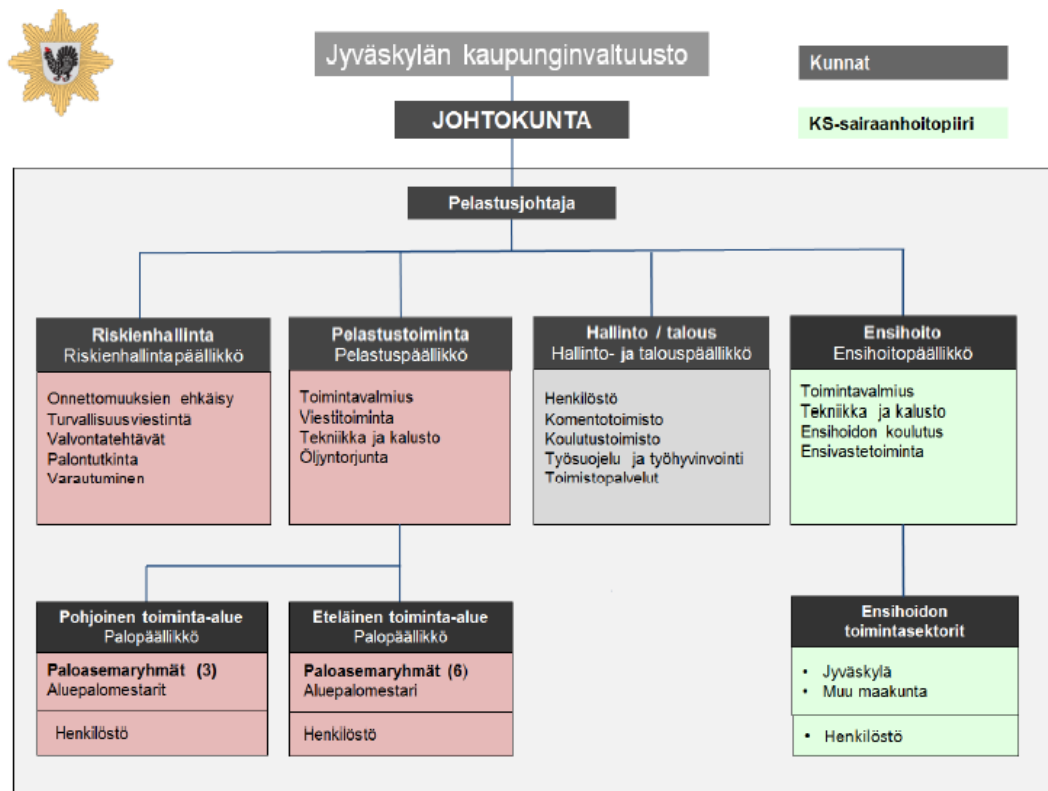 Jyväskylän kaupunginvaltuusto
Kunnat
JOHTOKUNTA
KS-sairaanhoitopiiri
Pelastusjohtaja
Riskienhallinta
Riskienhallintapäällikkö
Onnettomuuksien ehkäisy
Turvallisuusviestintä
Valvontatehtävät
Palontutkinta
Varautuminen
Pelastustoiminta
Pelastuspäällikkö
Toimintavalmius
Viestitoiminta
Tekniikka ja kalusto
Öljyntorjunta
Hallinto / talous
Hallinto- ja talouspäällikkö
Henkilöstö
Komentotoimisto
Koulutustoimisto
Työsuojelu ja työhyvinvointi
Toimistopalvelut
Ensihoito
Ensihoitopäällikkö
Toimintavalmius
Tekniikka ja kalusto
Ensihoidon koulutus
Ensivastetoiminta
Pohjoinen toiminta-alue
Palopäällikkö
Paloasemaryhmät (3)
Aluepalomestarit
Henkilöstö
Eteläinen toiminta-alue
Palopäällikkö
Paloasemaryhmät (6)
Aluepalomestari
Henkilöstö
Ensihoidon
toimintasektorit
• Jyväskylä
• Muu maakunta
• Henkilöstö